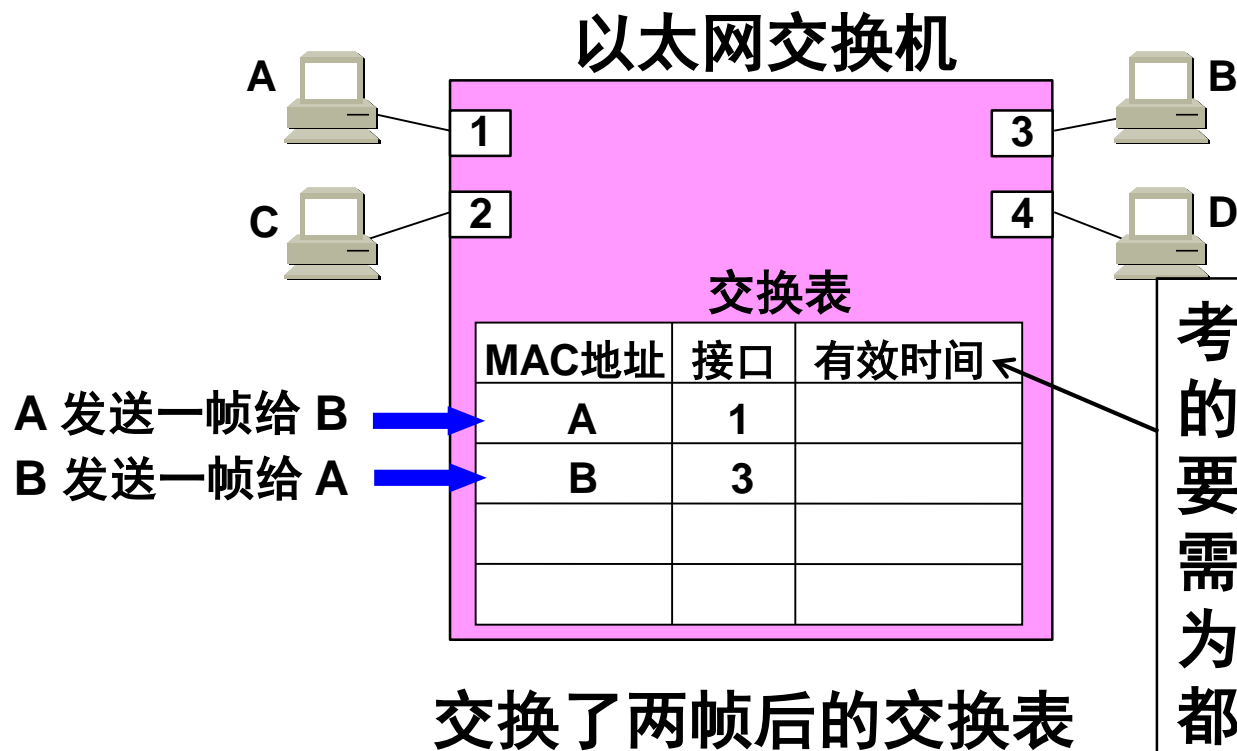 以太网交换机
A
B
1
3
C
2
4
D
交换表
MAC地址 接口 有效时间
A 发送一帧给 B
A 1
B 发送一帧给 A
B 3
考
的
要
需
为
都
交换了两帧后的交换表